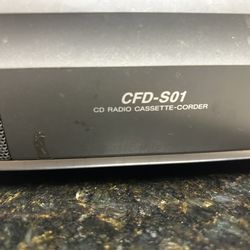 CFD-S01
CD RADIO CASSETTE-CORDER